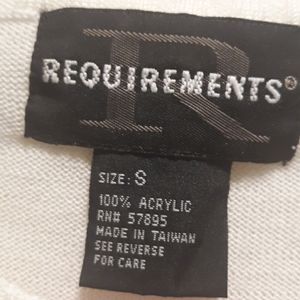 REQUIREMENTS®
R
SIZE: S
100% ACRYLIC
RN# 57895
MADE IN TAIWAN
SEE REVERSE
FOR CARE